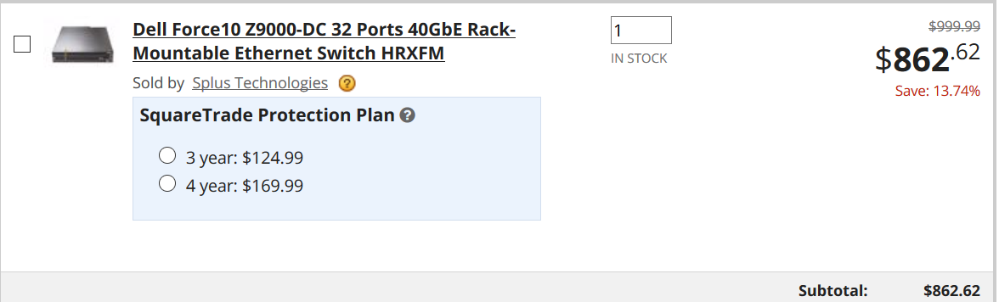 Dell Force10 Z9000-DC 32 Ports 40GbE Rack-
Mountable Ethernet Switch HRXFM
Sold by Splus Technologies ?
SquareTrade Protection Plan ?
3 year: $124.99
4 year: $169.99
1
IN STOCK
$999.99
$862.62
Save: 13.74%
Subtotal: $862.62